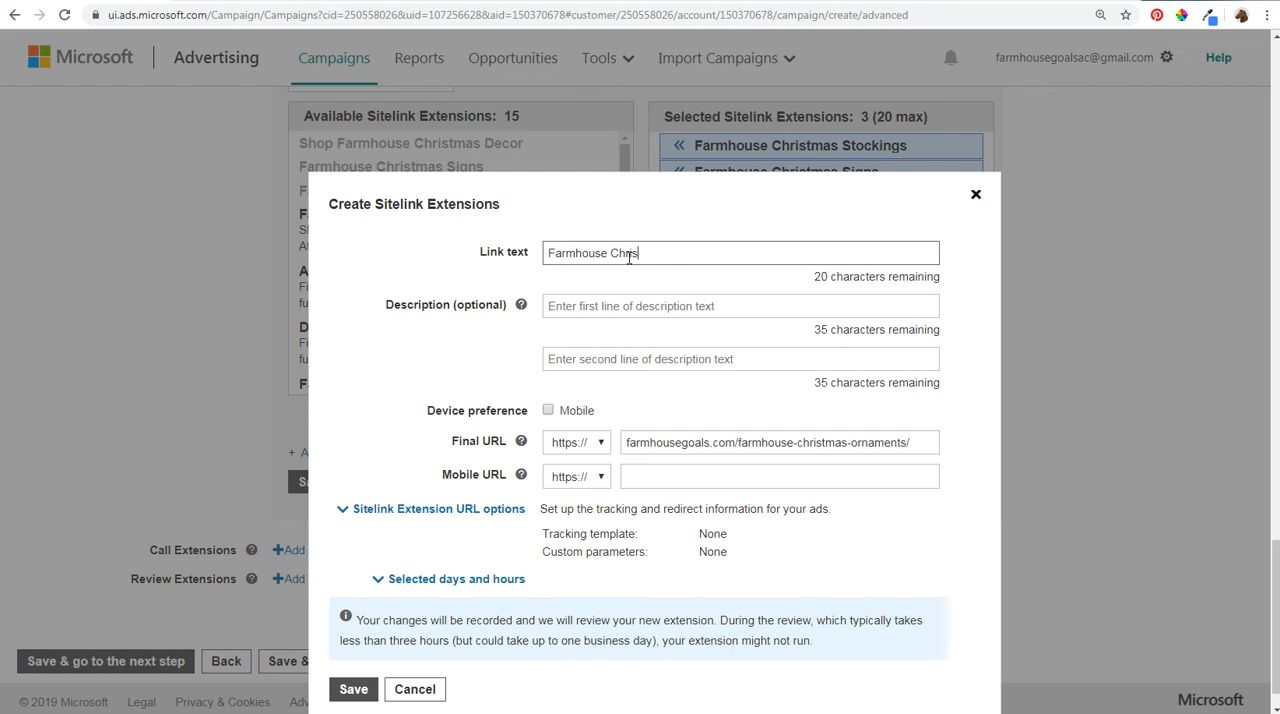 ui.ads.microsoft.com/Campaign/Campaigns?cid=250558026&uid=10725662&aid=150370678#customer/250558026/account/150370678/campaign/create/advanced
Microsoft Advertising Campaigns Reports Opportunities Tools Import Campaigns farmhousegoalsac@gmail.com Help
Available Sitelink Extensions: 15
Selected Sitelink Extensions: 3 (20 max)
Shop Farmhouse Christmas Decor
« Farmhouse Christmas Stockings
Farmhouse Christmas Signs
« Farmhouse Christmas Signs
Create Sitelink Extensions
Link text Farmhouse Chris
20 characters remaining
Description (optional) Enter first line of description text
35 characters remaining
Enter second line of description text
35 characters remaining
Device preference Mobile
Final URL https:// farmhousegoals.com/farmhouse-christmas-ornaments/
Mobile URL https://
Sitelink Extension URL options Set up the tracking and redirect information for your ads.
Tracking template: None
Custom parameters: None
Selected days and hours
Your changes will be recorded and we will review your new extension. During the review, which typically takes
less than three hours (but could take up to one business day), your extension might not run.
Save Cancel
Call Extensions +Add
Review Extensions +Add
Save & go to the next step Back Save &
© 2019 Microsoft Legal Privacy & Cookies Microsoft